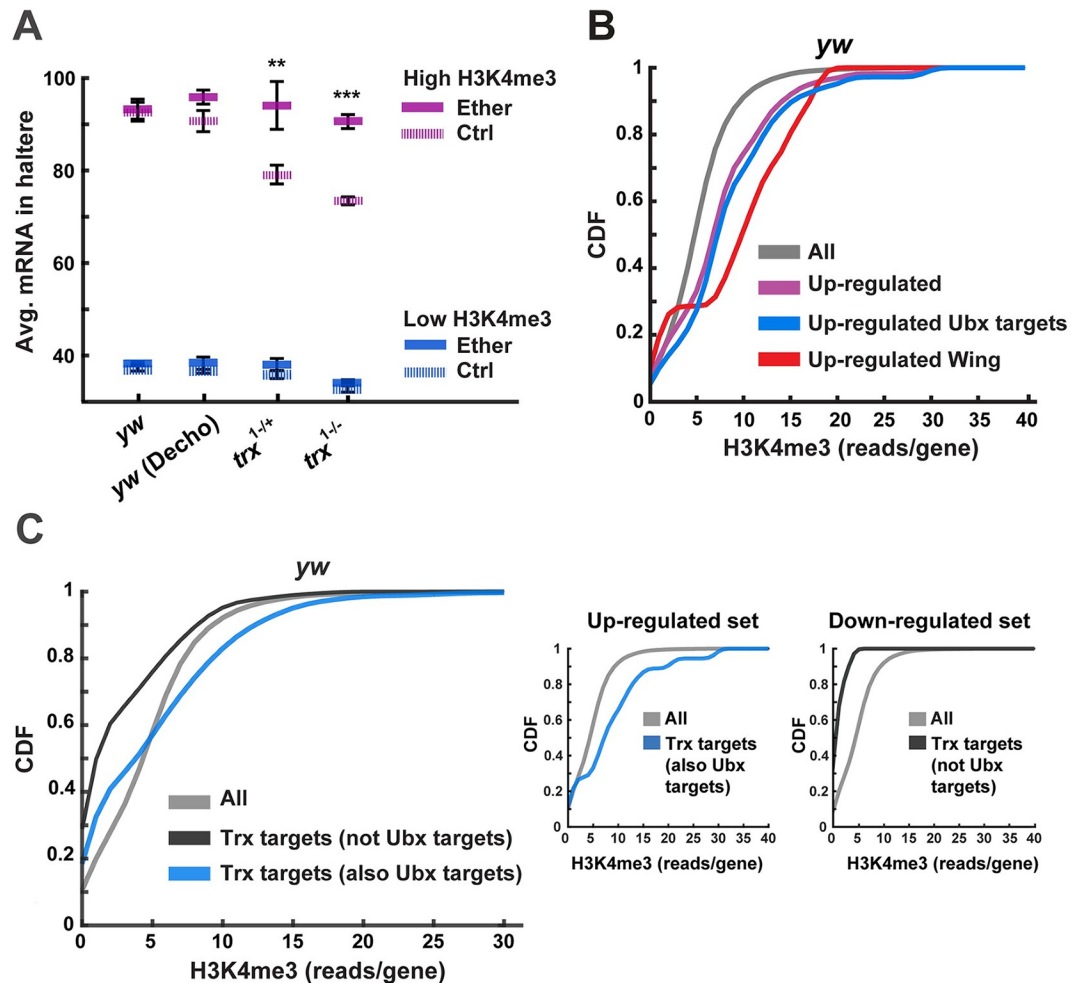 A
Avg. mRNA in haltere
100
80
60
40
**
***
High H3K4me3
Ether
Ctrl
Low H3K4me3
Ether
Ctrl
yw
yw (Decho)
trx 1-/+
trx 1-/-
B
yw
CDF
1
0.8
0.6
0.4
0.2
0
All
Up-regulated
Up-regulated Ubx targets
Up-regulated Wing
0 5 10 15 20 25 30 35 40
H3K4me3 (reads/gene)
C
yw
CDF
1
0.8
0.6
0.4
0.2
0
All
Trx targets (not Ubx targets)
Trx targets (also Ubx targets)
0 5 10 15 20 25 30
H3K4me3 (reads/gene)
Up-regulated set
CDF
1
0.8
0.6
0.4
0.2
0
All
Trx targets
(also Ubx
targets)
0 5 10 15 20 25 30 35 40
H3K4me3 (reads/gene)
Down-regulated set
CDF
1
0.8
0.6
0.4
0.2
0
All
Trx targets
(not Ubx
targets)
0 5 10 15 20 25 30 35 40
H3K4me3 (reads/gene)